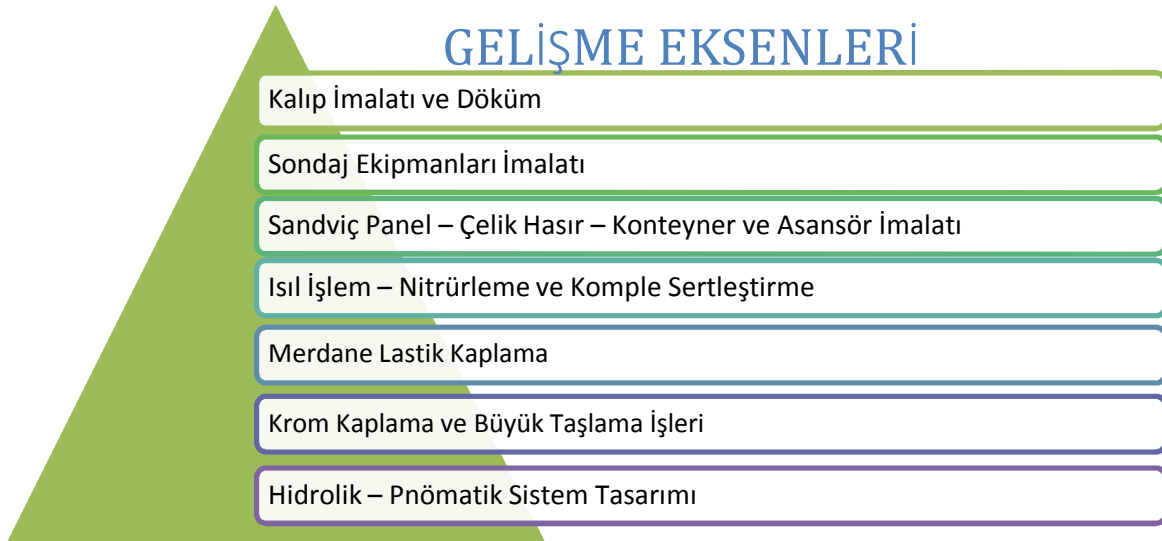 GELİŞME EKSENLERİ
Kalıp İmalatı ve Döküm
Sondaj Ekipmanları İmalatı
Sandviç Panel – Çelik Hasır – Konteyner ve Asansör İmalatı
Isıl İşlem – Nitrürleme ve Komple Sertleştirme
Merdane Lastik Kaplama
Krom Kaplama ve Büyük Taşlama İşleri
Hidrolik – Pnömatik Sistem Tasarımı